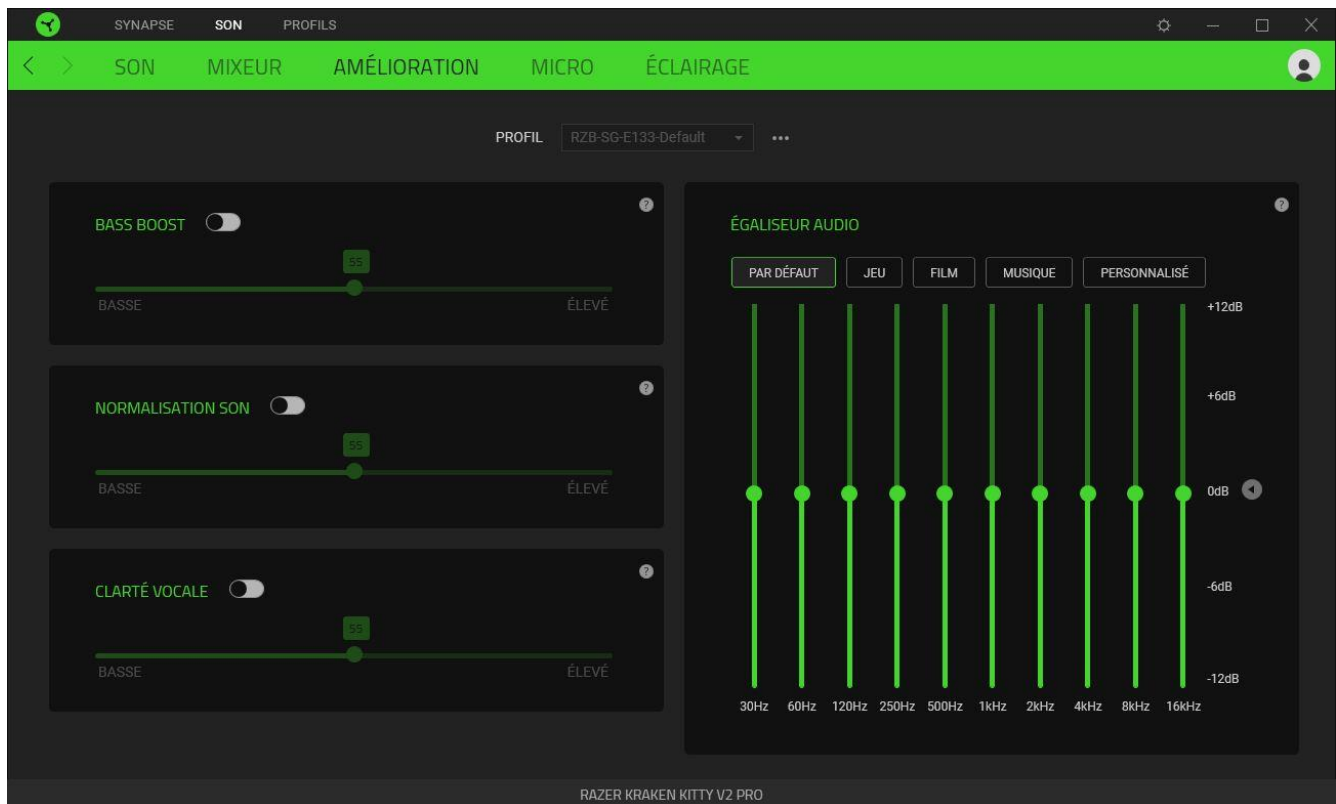 SYNAPSE SON PROFILS
SON MIXEUR AMÉLIORATION MICRO ÉCLAIRAGE
PROFIL RZB-SG-E133-Default
BASS BOOST
55
BASSE ÉLEVÉ
NORMALISATION SON
55
BASSE ÉLEVÉ
CLARTÉ VOCALE
55
BASSE ÉLEVÉ
ÉGALISEUR AUDIO
PAR DÉFAUT JEU FILM MUSIQUE PERSONNALISÉ
+12dB
+6dB
0dB
-6dB
-12dB
30Hz 60Hz 120Hz 250Hz 500Hz 1kHz 2kHz 4kHz 8kHz 16kHz
RAZER KRAKEN KITTY V2 PRO